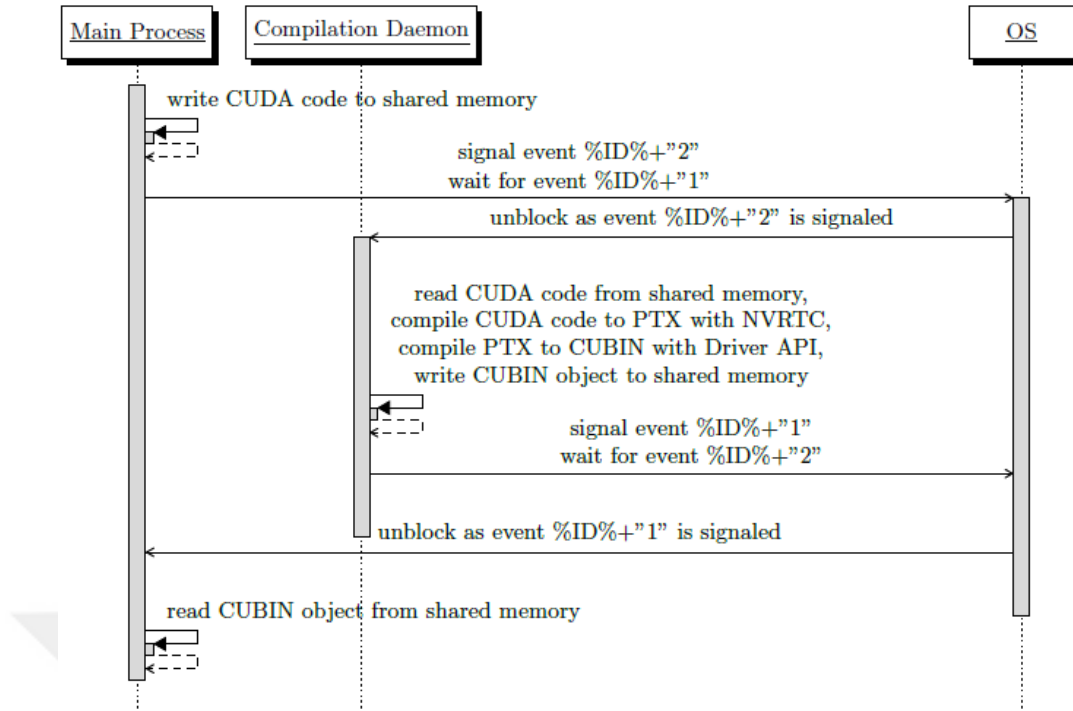 Main Process
Compilation Daemon
OS
write CUDA code to shared memory
signal event %ID%+”2”
wait for event %ID%+”1”
unblock as event %ID%+”2” is signaled
read CUDA code from shared memory,
compile CUDA code to PTX with NVRTC,
compile PTX to CUBIN with Driver API,
write CUBIN object to shared memory
signal event %ID%+”1”
wait for event %ID%+”2”
unblock as event %ID%+”1” is signaled
read CUBIN object from shared memory